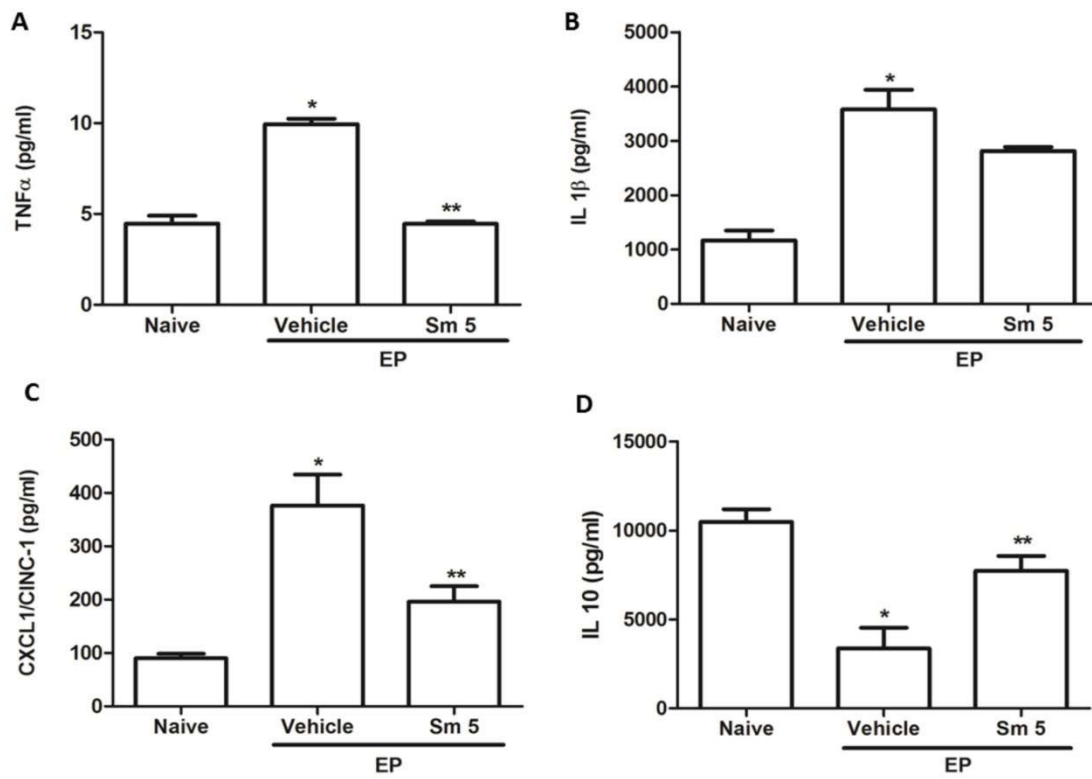 A
TNFα (pg/ml)
15
10
5
0
*
**
Naive Vehicle Sm 5
EP
B
IL 1β (pg/ml)
5000
4000
3000
2000
1000
0
*
Naive Vehicle Sm 5
EP
C
CXCL1/CINC-1 (pg/ml)
500
400
300
200
100
0
*
**
Naive Vehicle Sm 5
EP
D
IL 10 (pg/ml)
15000
10000
5000
0
*
**
Naive Vehicle Sm 5
EP